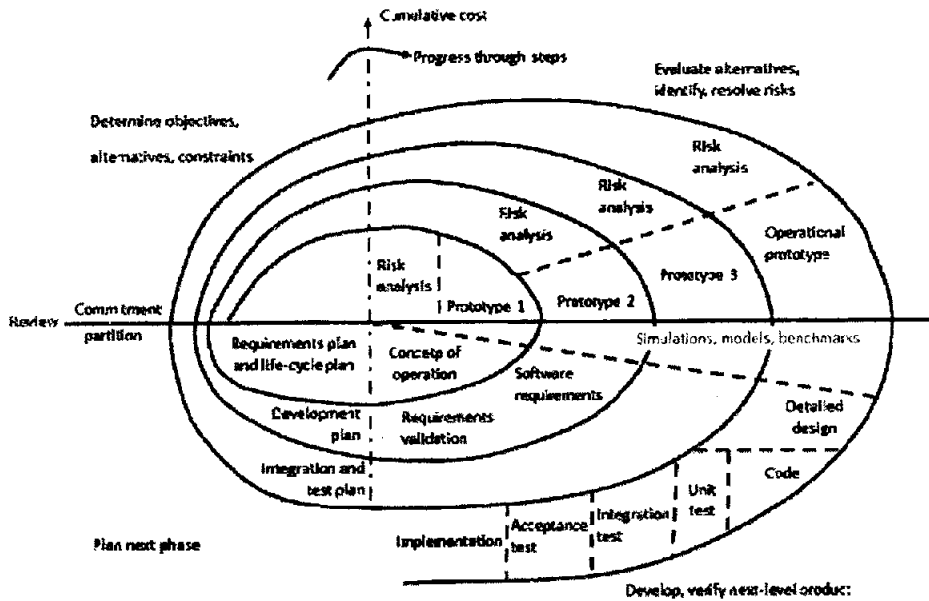 Cumulative cost
Progress through steps
Evaluate alternatives,
identify, resolve risks
Determine objectives,
alternatives, constraints
Risk
analysis
Risk
analysis
Risk
analysis
Risk
analysis
Operational
prototype
Prototype 3
Prototype 2
Prototype 1
Review
Commitment
partition
Simulations, models, benchmarks
Requirements plan
and life-cycle plan
Concetp of
operation
Software
requirements
Development
plan
Requirements
validation
Detailed
design
Integration and
test plan
Code
Unit
test
Integration
test
Acceptance
test
Implementation
Plan next phase
Develop, verify next-level product